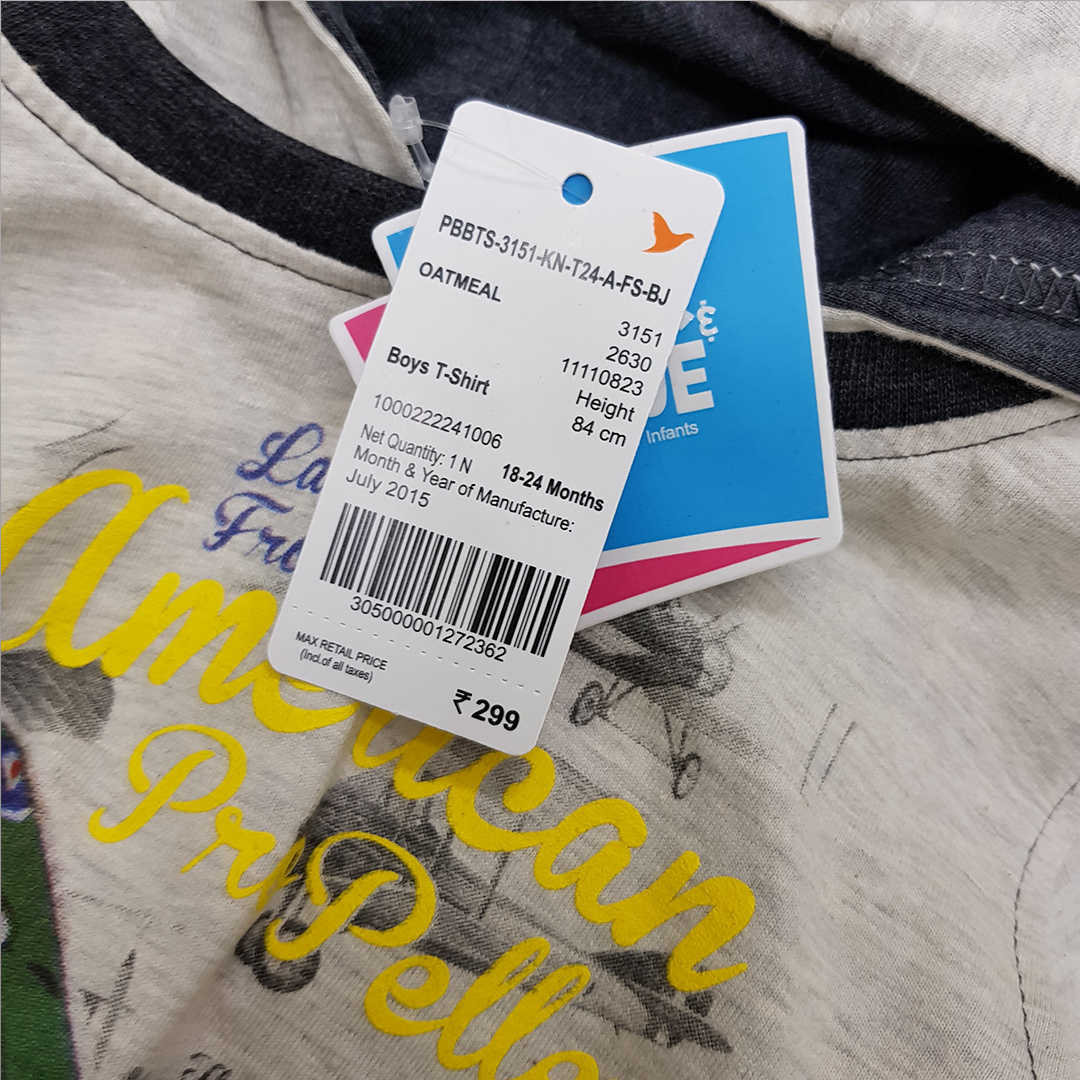 PBBTS-3151-KN-T24-A-FS-BJ
OATMEAL
3151
2630
11110823
Boys T-Shirt
Height
84 cm
1000222241006
Net Quantity: 1 N
18-24 Months
Month & Year of Manufacture:
July 2015
305000001272362
MAX RETAIL PRICE
(Incl.of all taxes)
₹ 299
&
Infants
American